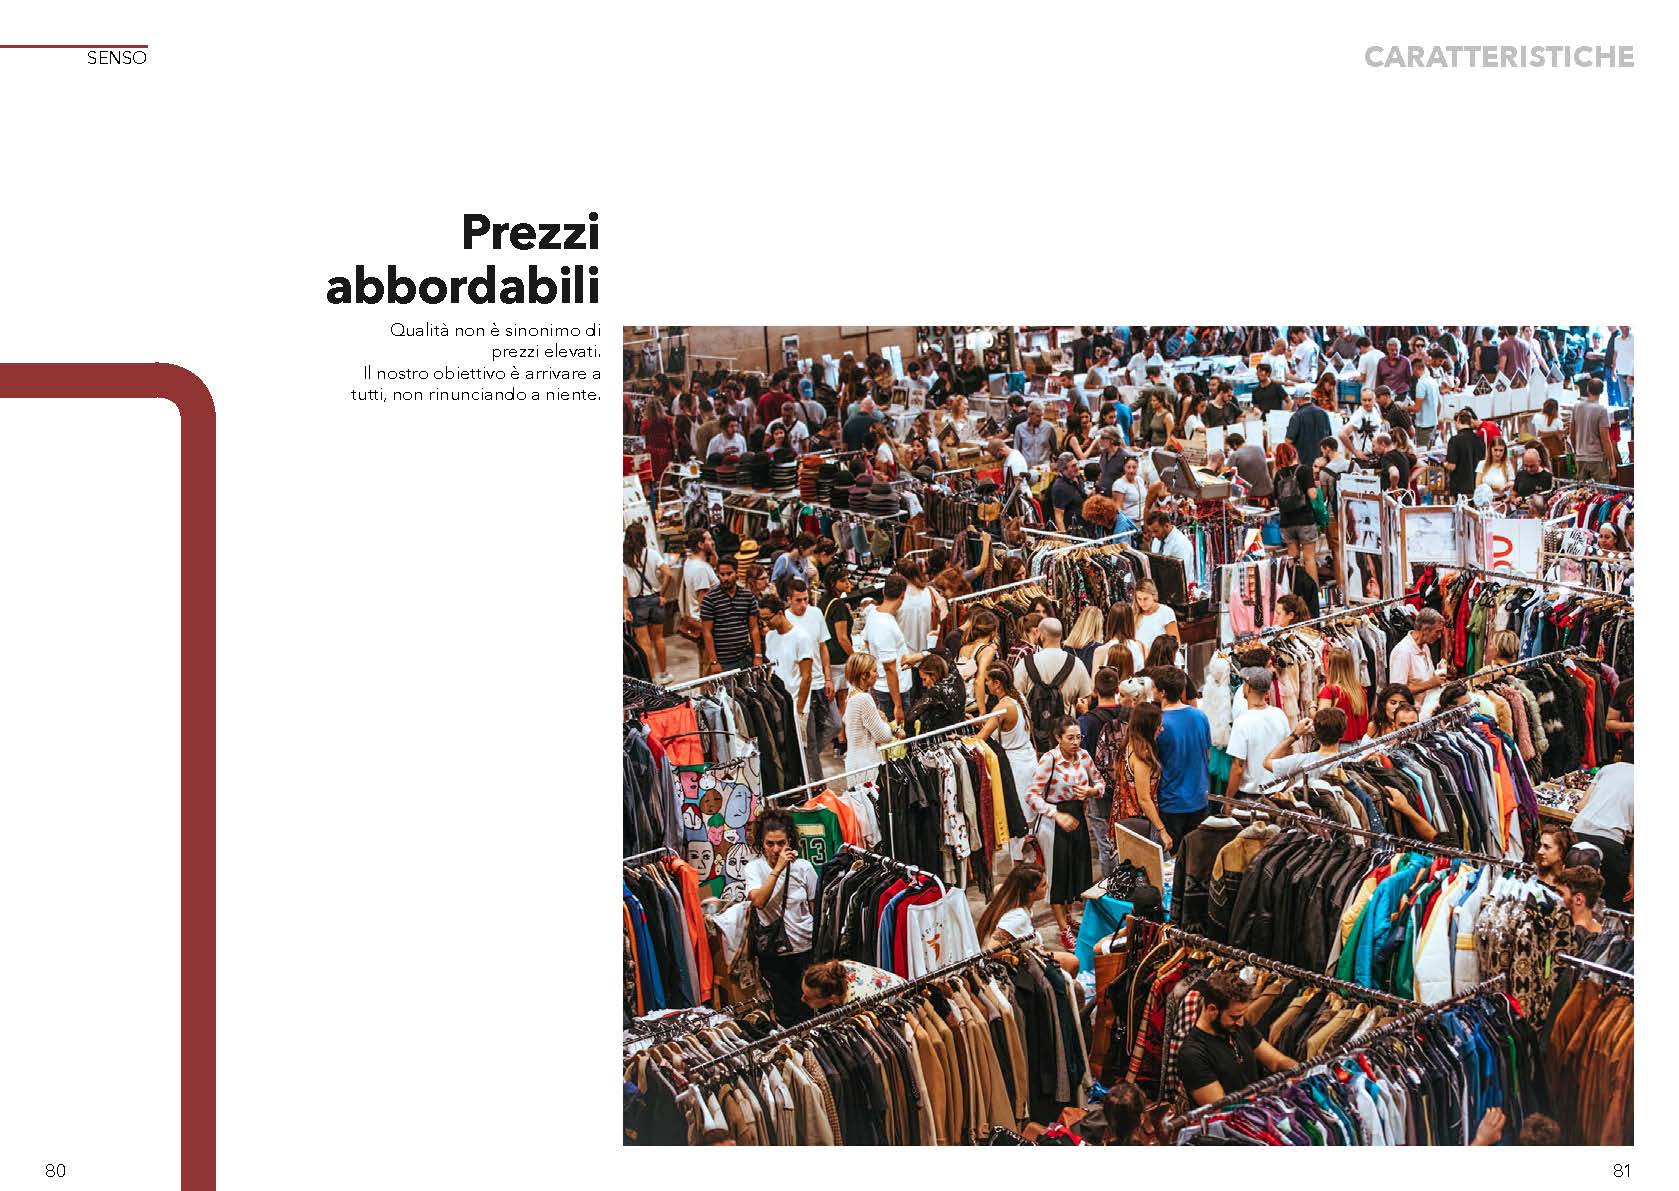 SENSO
CARATTERISTICHE
Prezzi
abbordabili
Qualità non è sinonimo di
prezzi elevati.
Il nostro obiettivo è arrivare a
tutti, non rinunciando a niente.
13
80
81